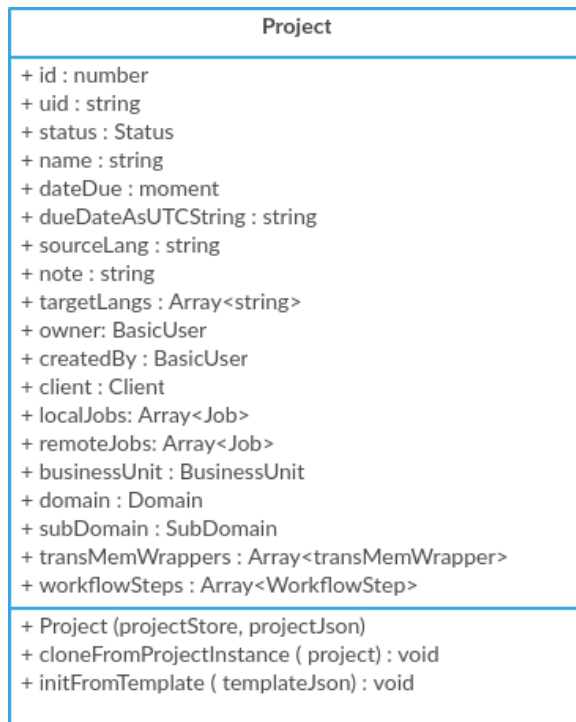 Project
+ id : number
+ uid : string
+ status : Status
+ name : string
+ dateDue : moment
+ dueDateAsUTCString : string
+ sourceLang : string
+ note : string
+ targetLangs : Array<string>
+ owner: BasicUser
+ createdBy : BasicUser
+ client : Client
+ localJobs: Array<Job>
+ remoteJobs: Array<Job>
+ businessUnit : BusinessUnit
+ domain : Domain
+ subDomain : SubDomain
+ transMemWrappers : Array<transMemWrapper>
+ workflowSteps : Array<WorkflowStep>
+ Project (projectStore, projectJson)
+ cloneFromProjectInstance ( project) : void
+ initFromTemplate ( templateJson) : void